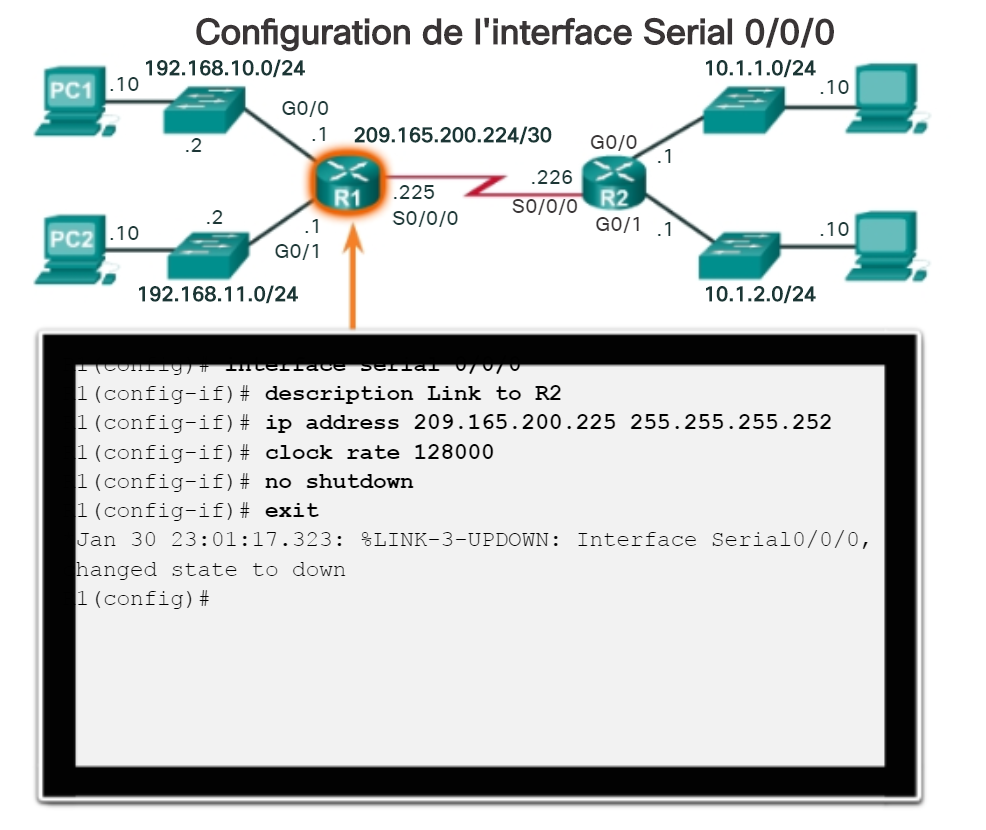 Configuration de l'interface Serial 0/0/0
192.168.10.0/24
10.1.1.0/24
PC1
.10
.10
G0/0
.2
.1
209.165.200.224/30
G0/0
.1
R1
.225
.226
R2
S0/0/0
S0/0/0
PC2
.10
.2
.1
G0/1
G0/1
.1
.10
192.168.11.0/24
10.1.2.0/24
1(config)# interface serial 0/0/0
1(config-if)# description Link to R2
1(config-if)# ip address 209.165.200.225 255.255.255.252
1(config-if)# clock rate 128000
1(config-if)# no shutdown
1(config-if)# exit
Jan 30 23:01:17.323: %LINK-3-UPDOWN: Interface Serial0/0/0,
hanged state to down
1(config)#